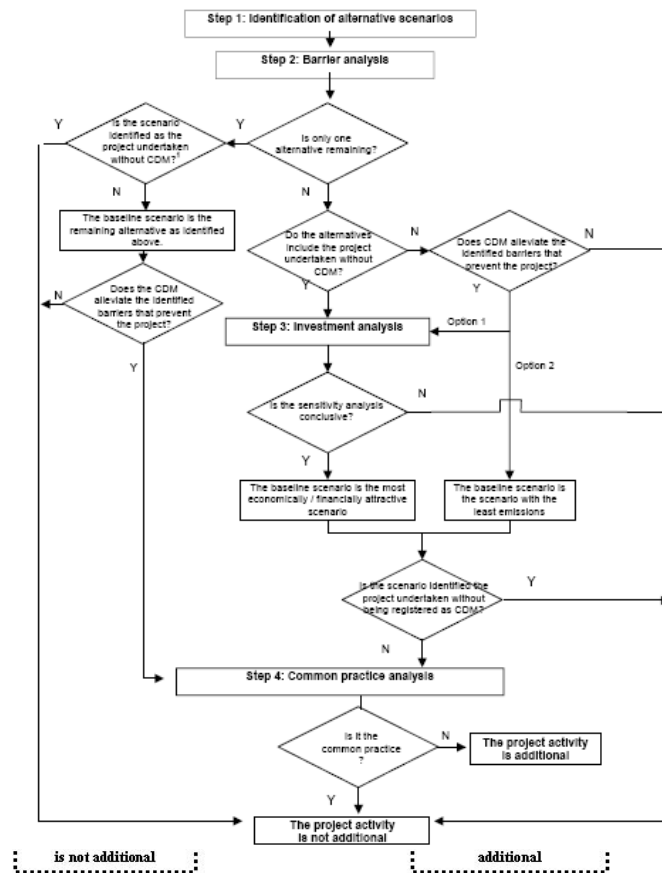 Step 1: Identification of alternative scenarios
Step 2: Barrier analysis
Is only one
alternative remaining?
Y
N
Is the scenario
identified as the
project undertaken
without CDM?¹
Y
N
The baseline scenario is the
remaining alternative as identified
above.
Does the CDM
alleviate the identified
barriers that prevent
the project?
N
Y
Do the alternatives
include the project
undertaken without
CDM?
N
Y
Does CDM alleviate the
identified barriers that
prevent the project?
N
Y
Option 1
Option 2
Step 3: Investment analysis
Is the sensitivity analysis
conclusive?
N
Y
The baseline scenario is the most
economically / financially attractive
scenario
The baseline scenario is
the scenario with the
least emissions
Is the scenario identified the
project undertaken without
being registered as CDM?
Y
N
Step 4: Common practice analysis
Is it the
common practice
?
N
Y
The project activity
is additional
The project activity
is not additional
is not additional
additional